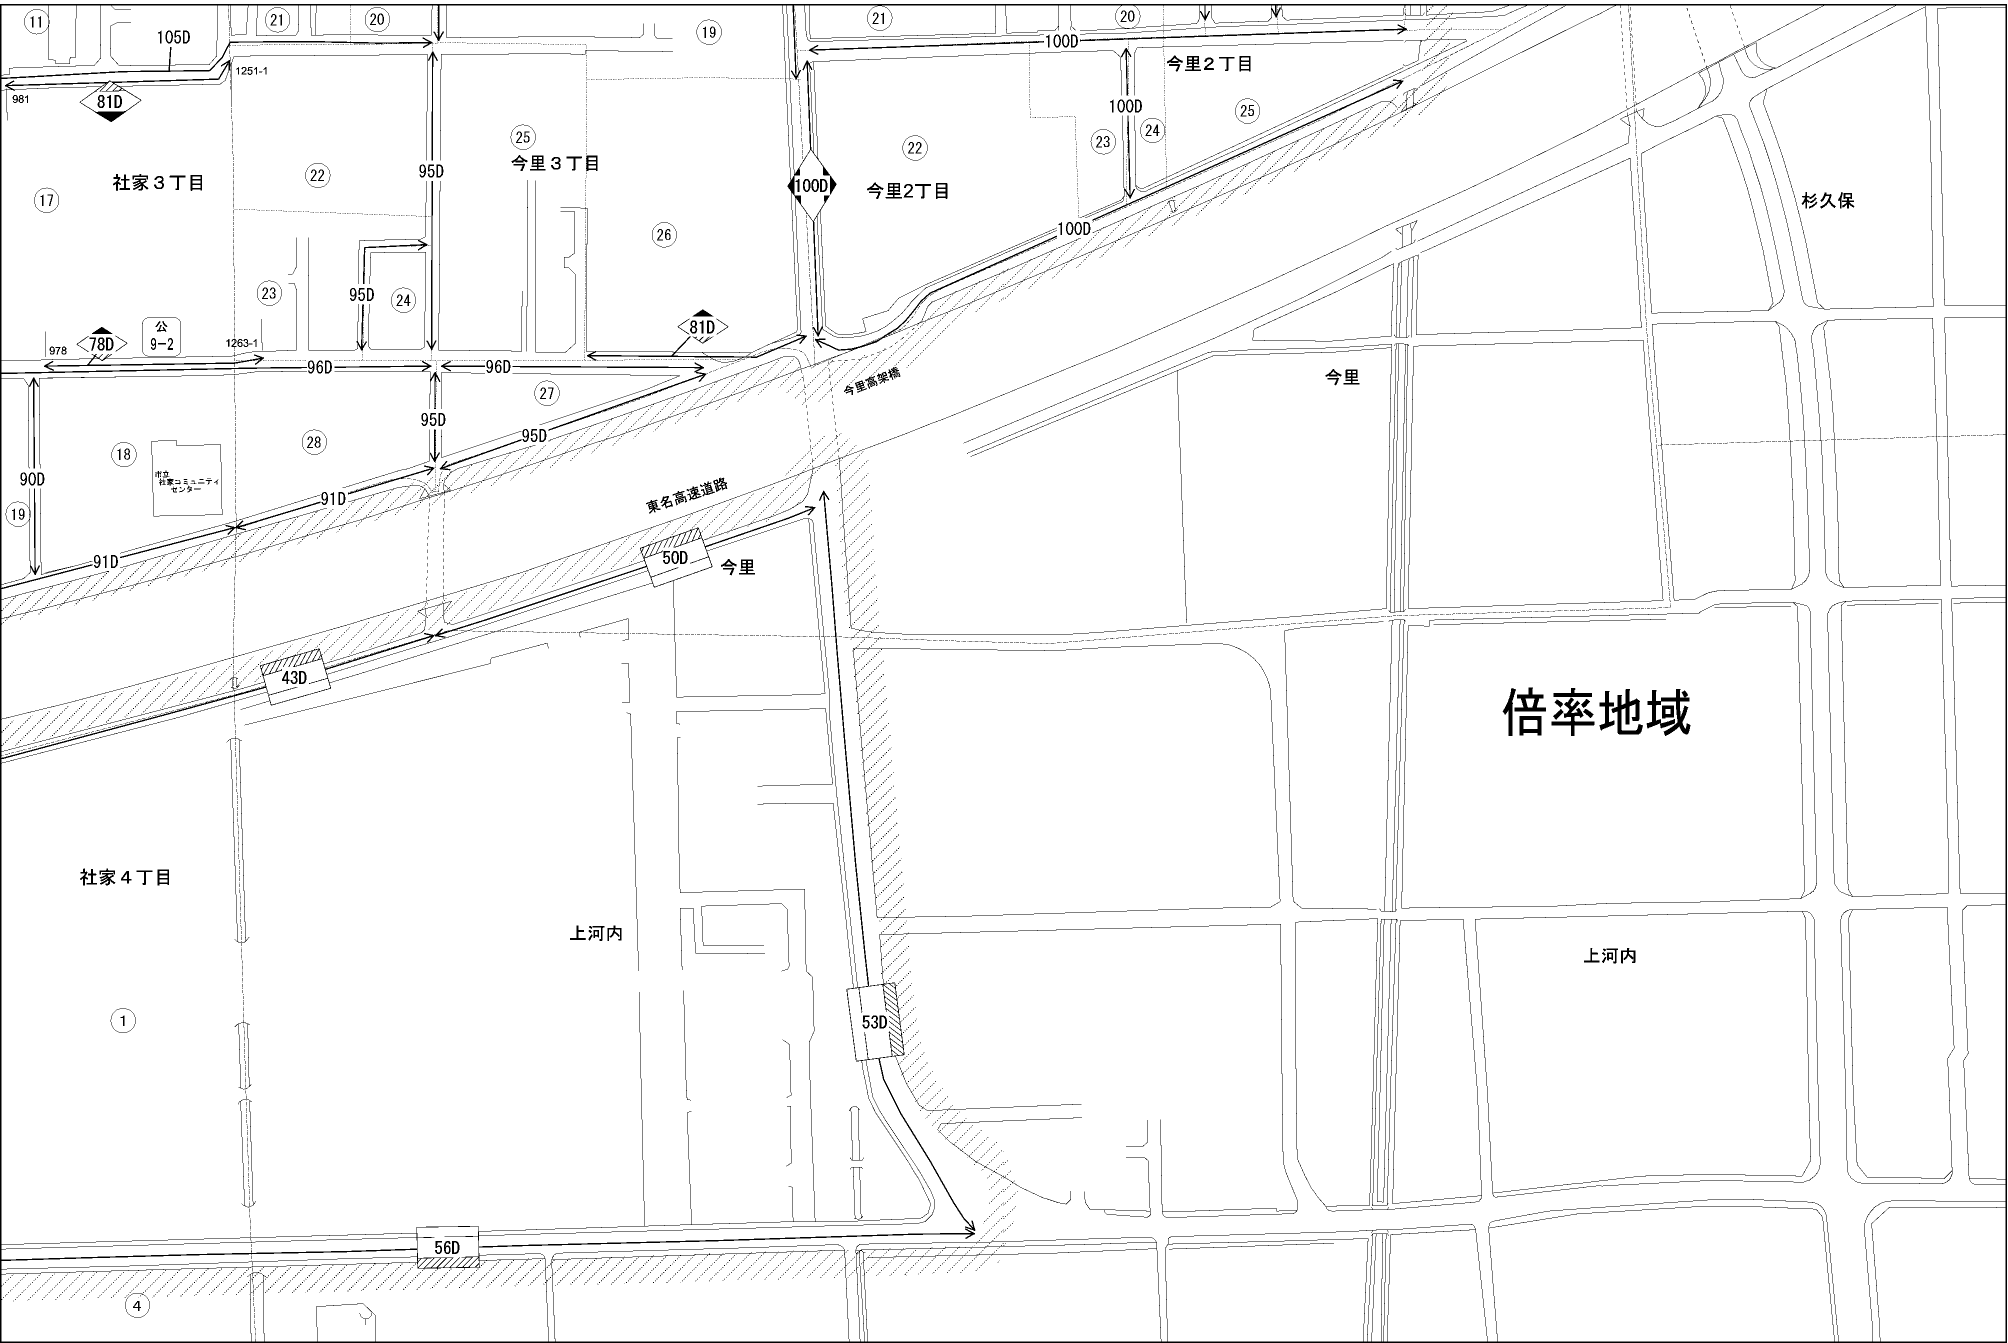 11
21
20
19
21
20
105D
100D
今里２丁目
1251-1
981
81D
100D
25
23
24
25
22
今里３丁目
95D
22
社家３丁目
100D
今里2丁目
17
杉久保
26
100D
23
95D
24
公
9-2
81D
978
78D
1263-1
96D
96D
今里
今里高架橋
27
95D
95D
28
18
90D
市立
社家コミュニティ
センター
91D
東名高速道路
19
91D
50D
今里
43D
倍率地域
社家４丁目
上河内
上河内
1
53D
56D
4